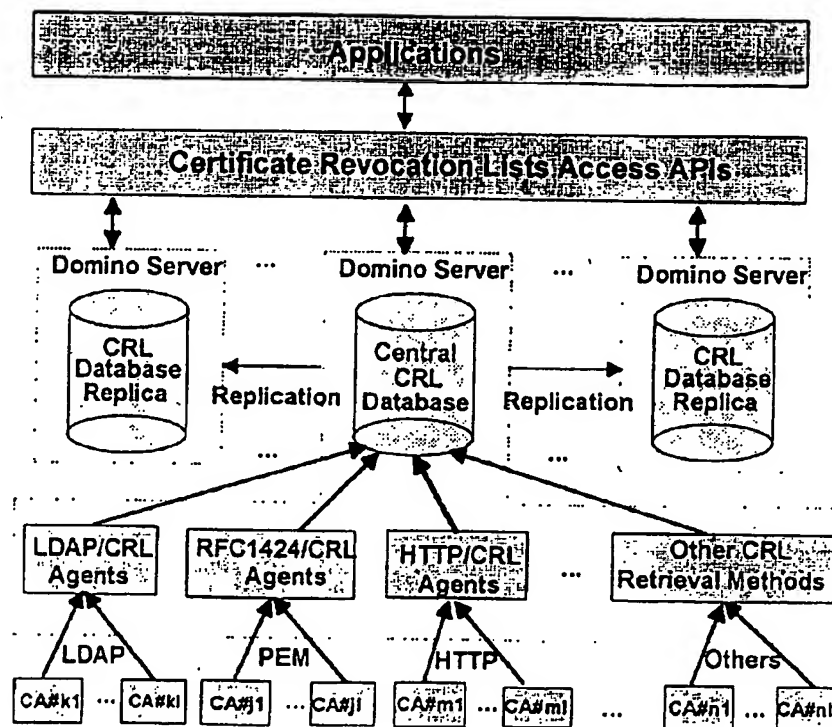 Applications
Certificate Revocation Lists Access APIs
Domino Server ... Domino Server ... Domino Server
CRL
Database
Replica
Replication
Central
CRL
Database
Replication
CRL
Database
Replica
... ...
LDAP/CRL
Agents
RFC1424/CRL
Agents
HTTP/CRL
Agents
...
Other CRL
Retrieval Methods
LDAP PEM HTTP Others
CA#k1 ... CA#kl CA#j1 ... CA#jl CA#m1 ... CA#ml ... CA#n1 ... CA#nl